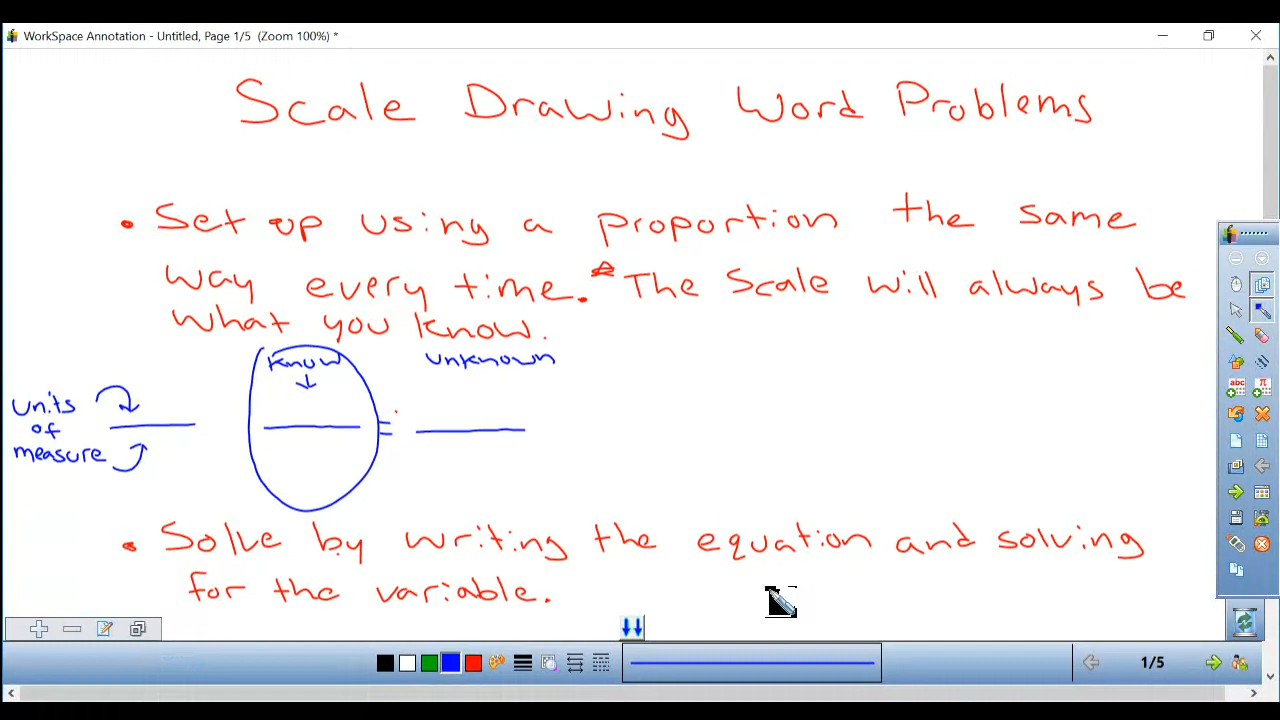 WorkSpace Annotation - Untitled, Page 1/5 (Zoom 100%) *
Scale Drawing Word Problems
• Set up using a proportion the same
way every time. * The Scale will always be
what you know.
know unknown
units
of
measure
=
• Solve by writing the equation and solving
for the variable.
abc π
1/5